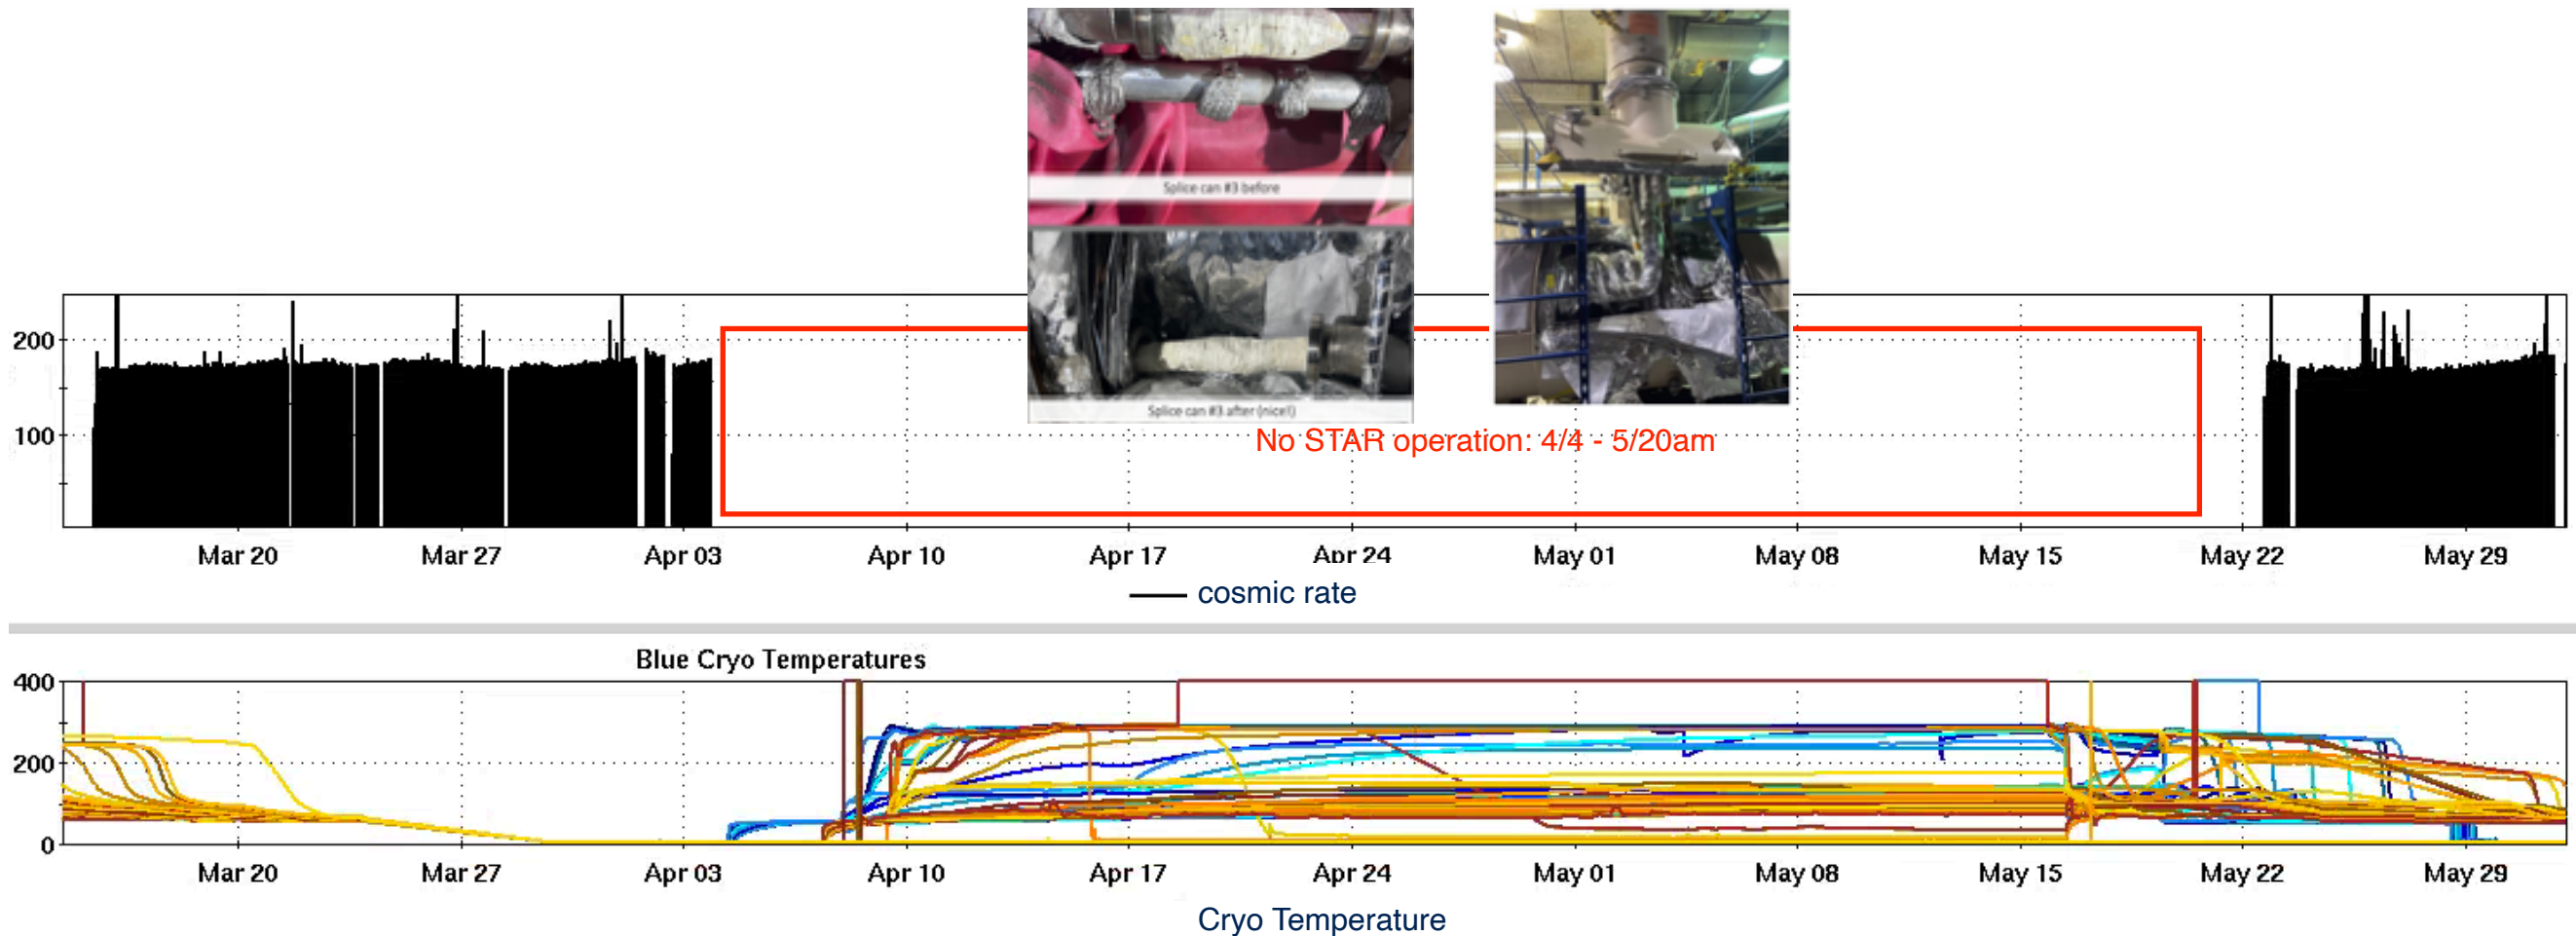 Splice can #3 before
Splice can #3 after (nice!)
200
100
No STAR operation: 4/4 - 5/20am
Mar 20 Mar 27 Apr 03 Apr 10 Apr 17 Apr 24 May 01 May 08 May 15 May 22 May 29
cosmic rate
Blue Cryo Temperatures
400
200
0
Mar 20 Mar 27 Apr 03 Apr 10 Apr 17 Apr 24 May 01 May 08 May 15 May 22 May 29
Cryo Temperature